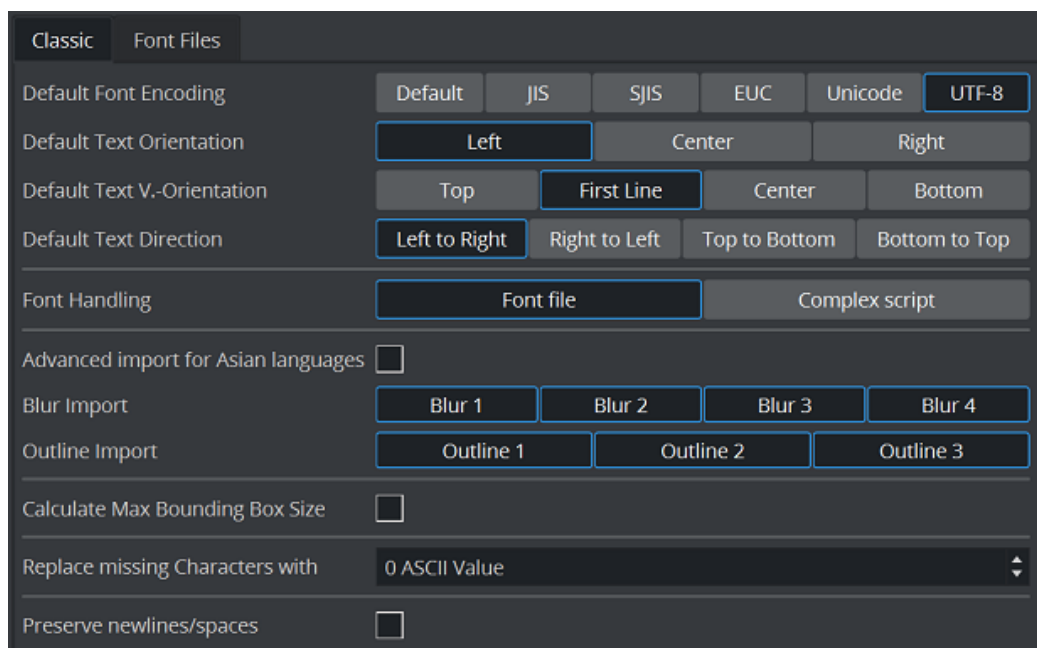 Classic Font Files
Default Font Encoding Default JIS SJIS EUC Unicode UTF-8
Default Text Orientation Left Center Right
Default Text V.-Orientation Top First Line Center Bottom
Default Text Direction Left to Right Right to Left Top to Bottom Bottom to Top
Font Handling Font file Complex script
Advanced import for Asian languages
Blur Import Blur 1 Blur 2 Blur 3 Blur 4
Outline Import Outline 1 Outline 2 Outline 3
Calculate Max Bounding Box Size
Replace missing Characters with 0 ASCII Value
Preserve newlines/spaces